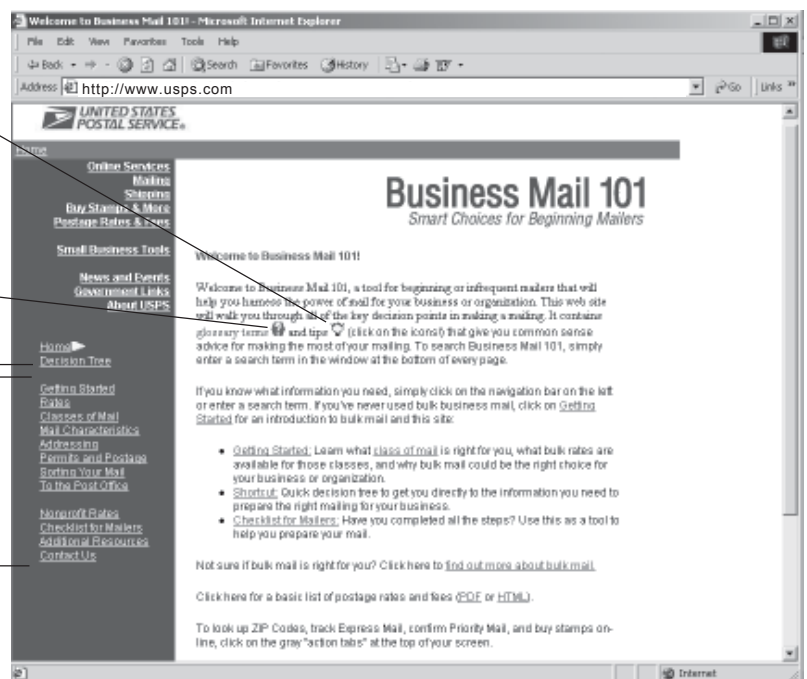 Welcome to Business Mail 101! - Microsoft Internet Explorer
File Edit View Favorites Tools Help
Back Search Favorites History
Address http://www.usps.com Go Links »
UNITED STATES
POSTAL SERVICE®
Home
Online Services
Mailing
Shipping
Buy Stamps & More
Postage Rates & Fees
Small Business Tools
News and Events
Government Links
About USPS
Home
Decision Tree
Getting Started
Rates
Classes of Mail
Mail Characteristics
Addressing
Permits and Postage
Sorting Your Mail
To the Post Office
Nonprofit Rates
Checklist for Mailers
Additional Resources
Contact Us
Business Mail 101
Smart Choices for Beginning Mailers
Welcome to Business Mail 101!
Welcome to Business Mail 101, a tool for beginning or infrequent mailers that will
help you harness the power of mail for your business or organization. This web site
will walk you through all of the key decision points in making a mailing. It contains
glossary terms and tips (click on the icons!) that give you common sense
advice for making the most of your mailing. To search Business Mail 101, simply
enter a search term in the window at the bottom of every page.
If you know what information you need, simply click on the navigation bar on the left
or enter a search term. If you've never used bulk business mail, click on Getting
Started for an introduction to bulk mail and this site:
• Getting Started: Learn what class of mail is right for you, what bulk rates are
available for those classes, and why bulk mail could be the right choice for
your business or organization.
• Shortcut: Quick decision tree to get you directly to the information you need to
prepare the right mailing for your business.
• Checklist for Mailers: Have you completed all the steps? Use this as a tool to
help you prepare your mail.
Not sure if bulk mail is right for you? Click here to find out more about bulk mail.
Click here for a basic list of postage rates and fees (PDF or HTML).
To look up ZIP Codes, track Express Mail, confirm Priority Mail, and buy stamps on-
line, click on the gray "action tabs" at the top of your screen.
Internet